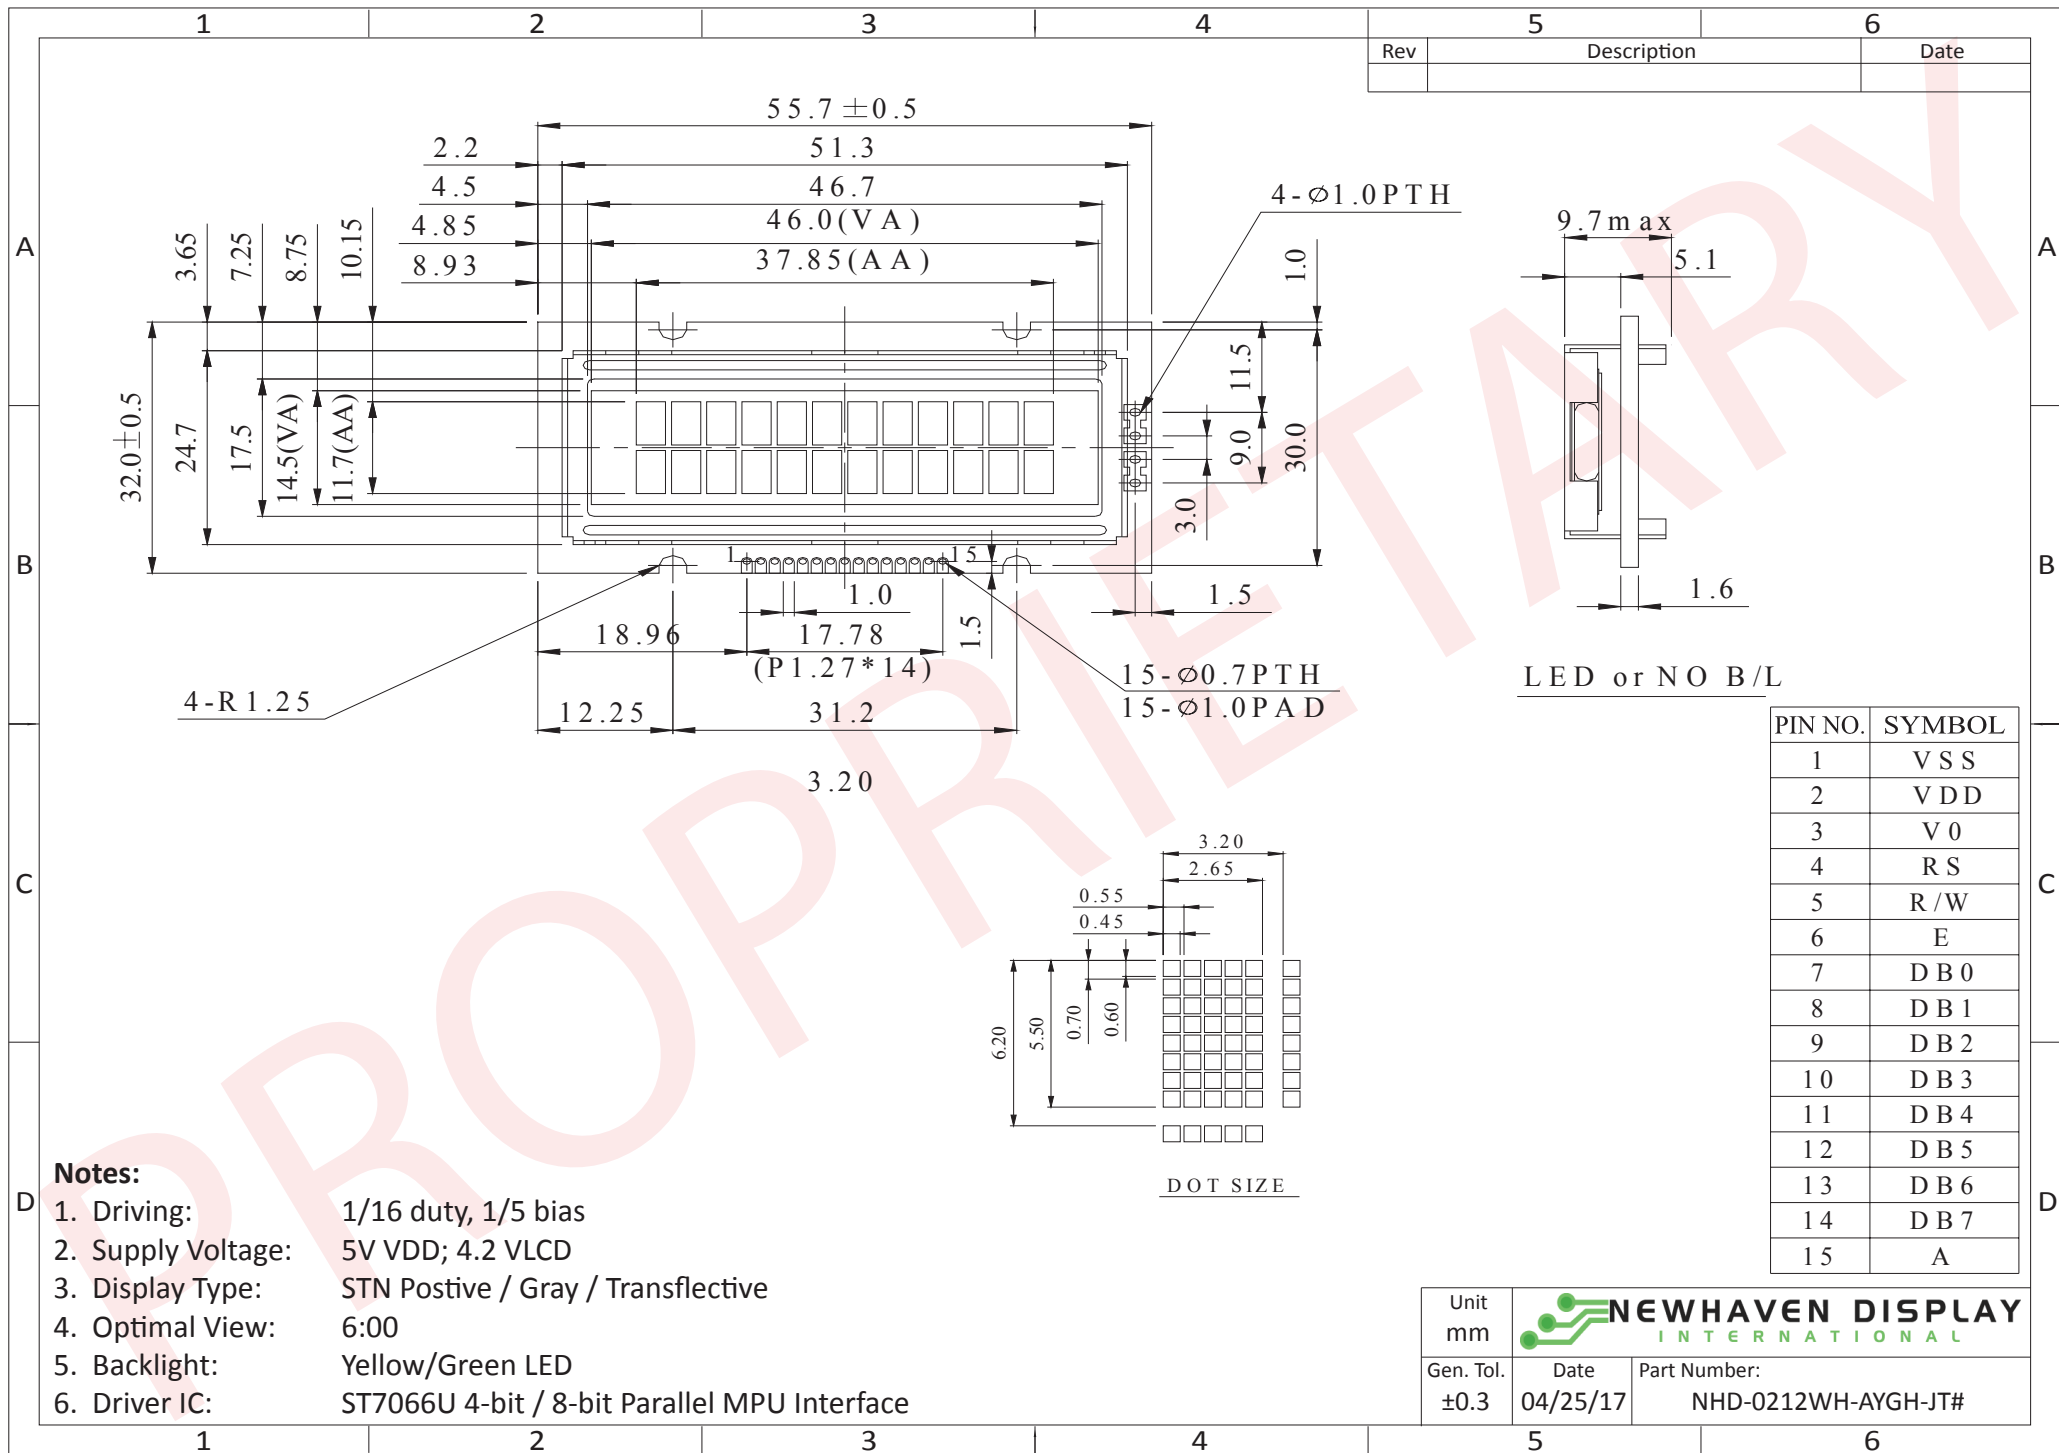 1 2 3 4 5 6
Rev Description Date
A A
B B
C C
D D
55.7 ±0.5
2.2 51.3
4.5 46.7
4.85 46.0(VA)
8.93 37.85(AA)
3.65 7.25 8.75 10.15
32.0±0.5
24.7
17.5
14.5(VA)
11.7(AA)
4-Ø1.0PTH
1.0
11.5
9.0
30.0
3.0
9.7max
5.1
1.6
LED or NO B/L
1 15
1.0
1.5
1.5
18.96 17.78
(P1.27*14)
4-R1.25
12.25 31.2
15-Ø0.7PTH
15-Ø1.0PAD
3.20
3.20
2.65
0.55
0.45
6.20
5.50
0.70
0.60
DOT SIZE
PIN NO. SYMBOL
1 VSS
2 VDD
3 V0
4 RS
5 R/W
6 E
7 DB0
8 DB1
9 DB2
10 DB3
11 DB4
12 DB5
13 DB6
14 DB7
15 A
Notes:
1. Driving: 1/16 duty, 1/5 bias
2. Supply Voltage: 5V VDD; 4.2 VLCD
3. Display Type: STN Postive / Gray / Transflective
4. Optimal View: 6:00
5. Backlight: Yellow/Green LED
6. Driver IC: ST7066U 4-bit / 8-bit Parallel MPU Interface
Unit
mm
NEWHAVEN DISPLAY
INTERNATIONAL
Gen. Tol.
±0.3
Date
04/25/17
Part Number:
NHD-0212WH-AYGH-JT#
1 2 3 4 5 6
PROPRIETARY